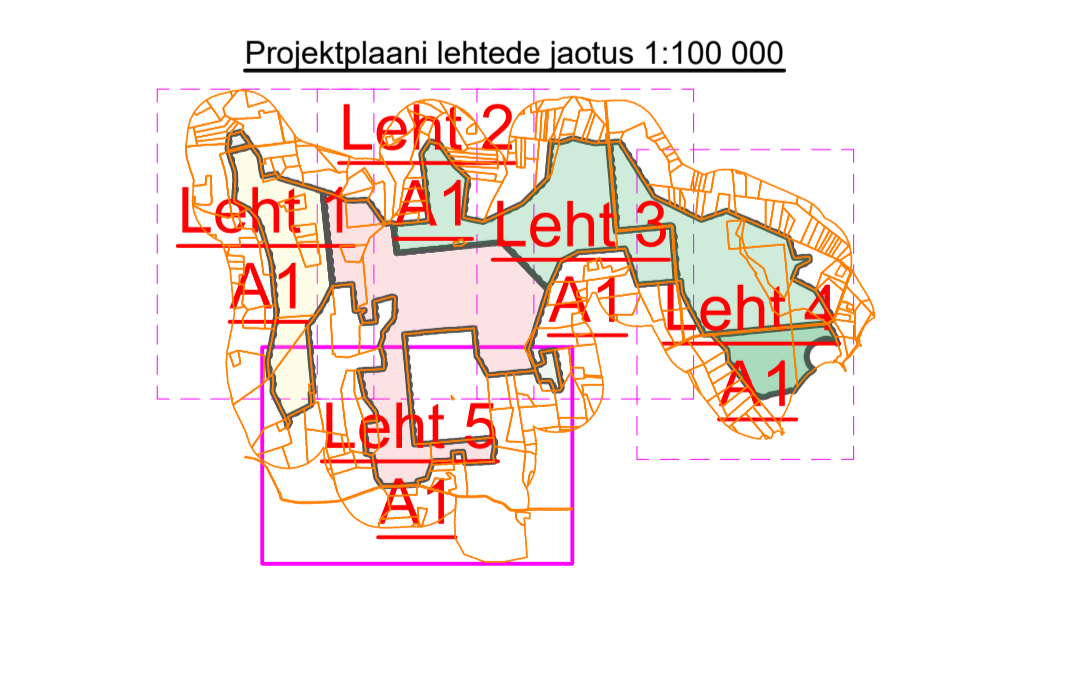 Projektplaani lehtede jaotus 1:100 000
Leht 1
A1
Leht 2
A1
Leht 3
A1
Leht 4
A1
Leht 5
A1